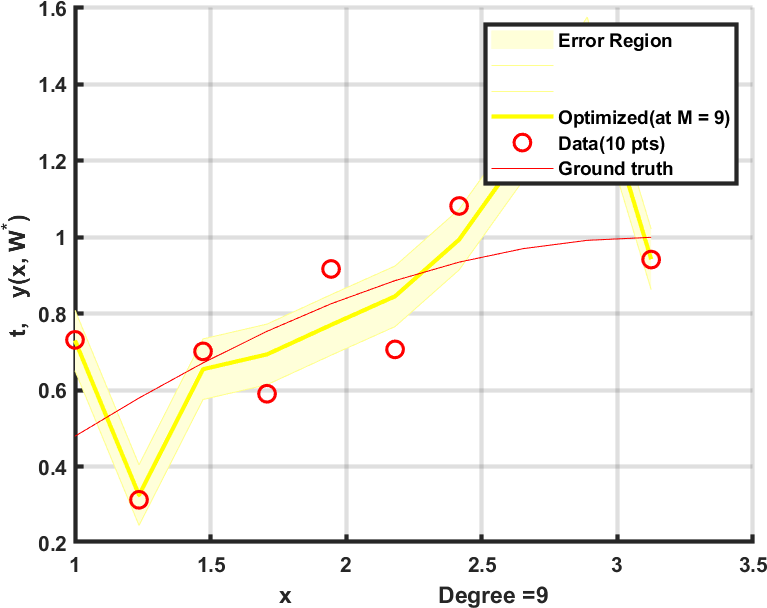 1.6
1.4
1.2
1
0.8
0.6
0.4
0.2
t, y(x, W*)
Error Region
Optimized(at M = 9)
Data(10 pts)
Ground truth
1 1.5 2 2.5 3 3.5
x Degree =9